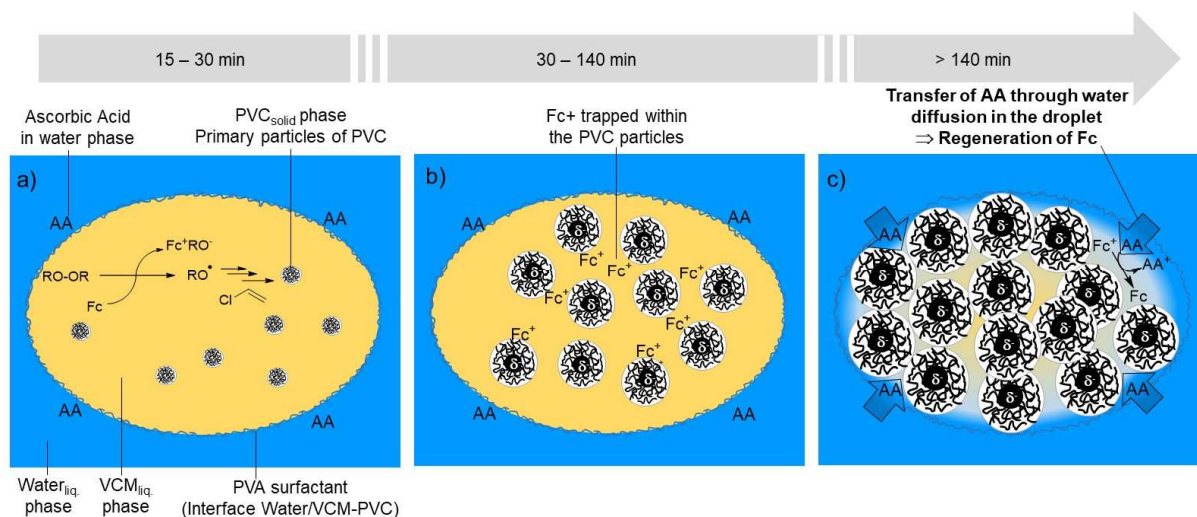 15 – 30 min
30 – 140 min
> 140 min
Ascorbic Acid
in water phase
PVCsolid phase
Primary particles of PVC
Fc+ trapped within
the PVC particles
Transfer of AA through water
diffusion in the droplet
⇒ Regeneration of Fc
a)
AA
AA
Fc⁺RO⁻
RO-OR
RO•
Fc
Cl
AA
AA
Waterliq.
phase
VCMliq.
phase
PVA surfactant
(Interface Water/VCM-PVC)
b)
AA
AA
δ
δ
Fc⁺
Fc⁺
Fc⁺
δ
δ
δ
δ
Fc⁺
Fc⁺
Fc⁺
Fc⁺
δ
δ
δ
δ
AA
AA
c)
AA
δ
δ
δ
Fc⁺
AA
AA⁺
Fc
δ
δ
δ
δ
δ
δ
δ
δ
δ
δ
δ
AA
AA